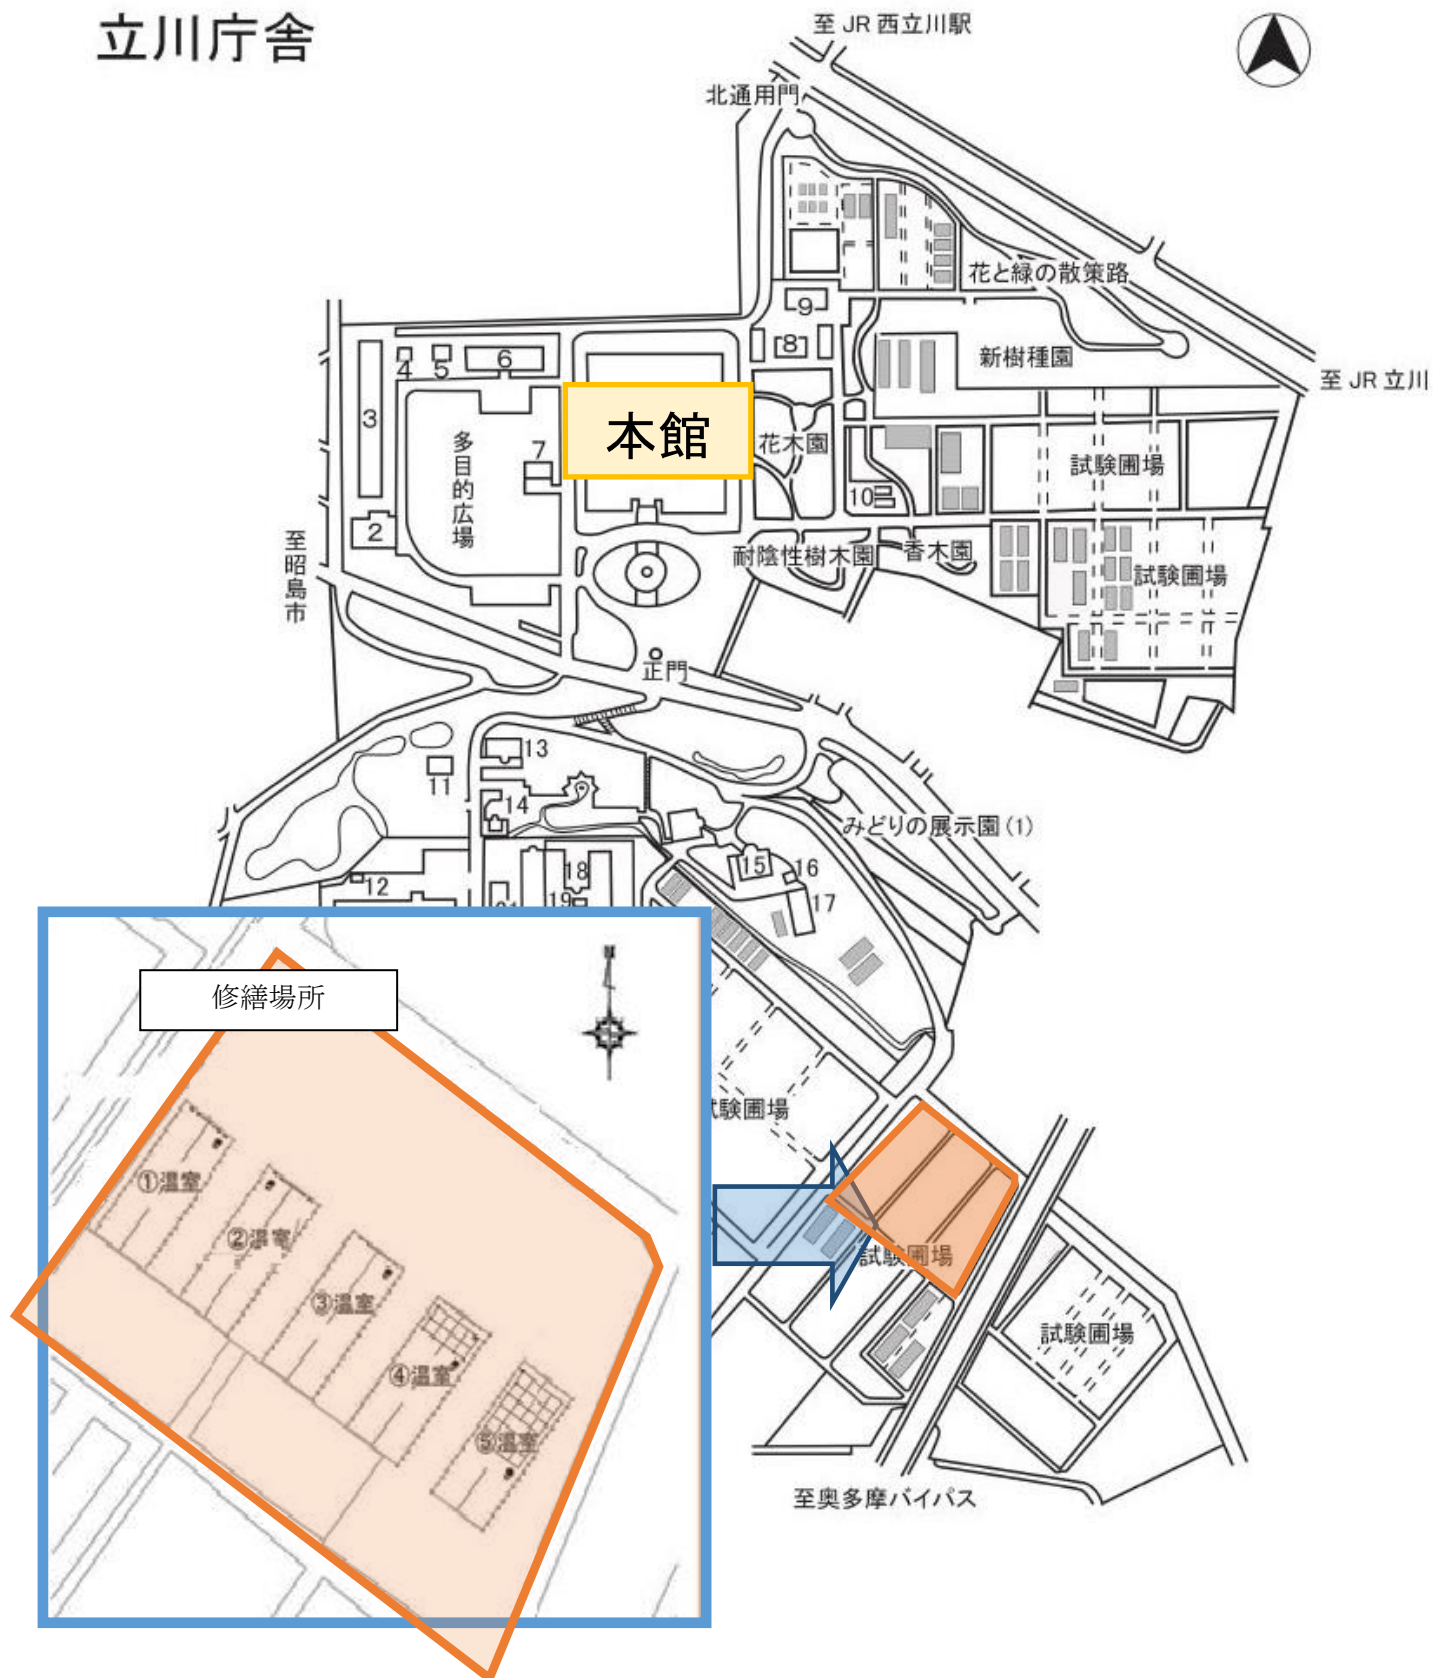 立川庁舎
至 JR 西立川駅
北通用門
花と緑の散策路
9
8
6
5
4
新樹種園
至 JR 立川
3
本館
多目的広場
7
花木園
試験圃場
10
2
至昭島市
耐陰性樹木園
香木園
試験圃場
正門
13
11
14
みどりの展示園(1)
15
16
18
12
19
17
修繕場所
試験圃場
①温室
②温室
③温室
④温室
⑤温室
試験圃場
試験圃場
至奥多摩バイパス